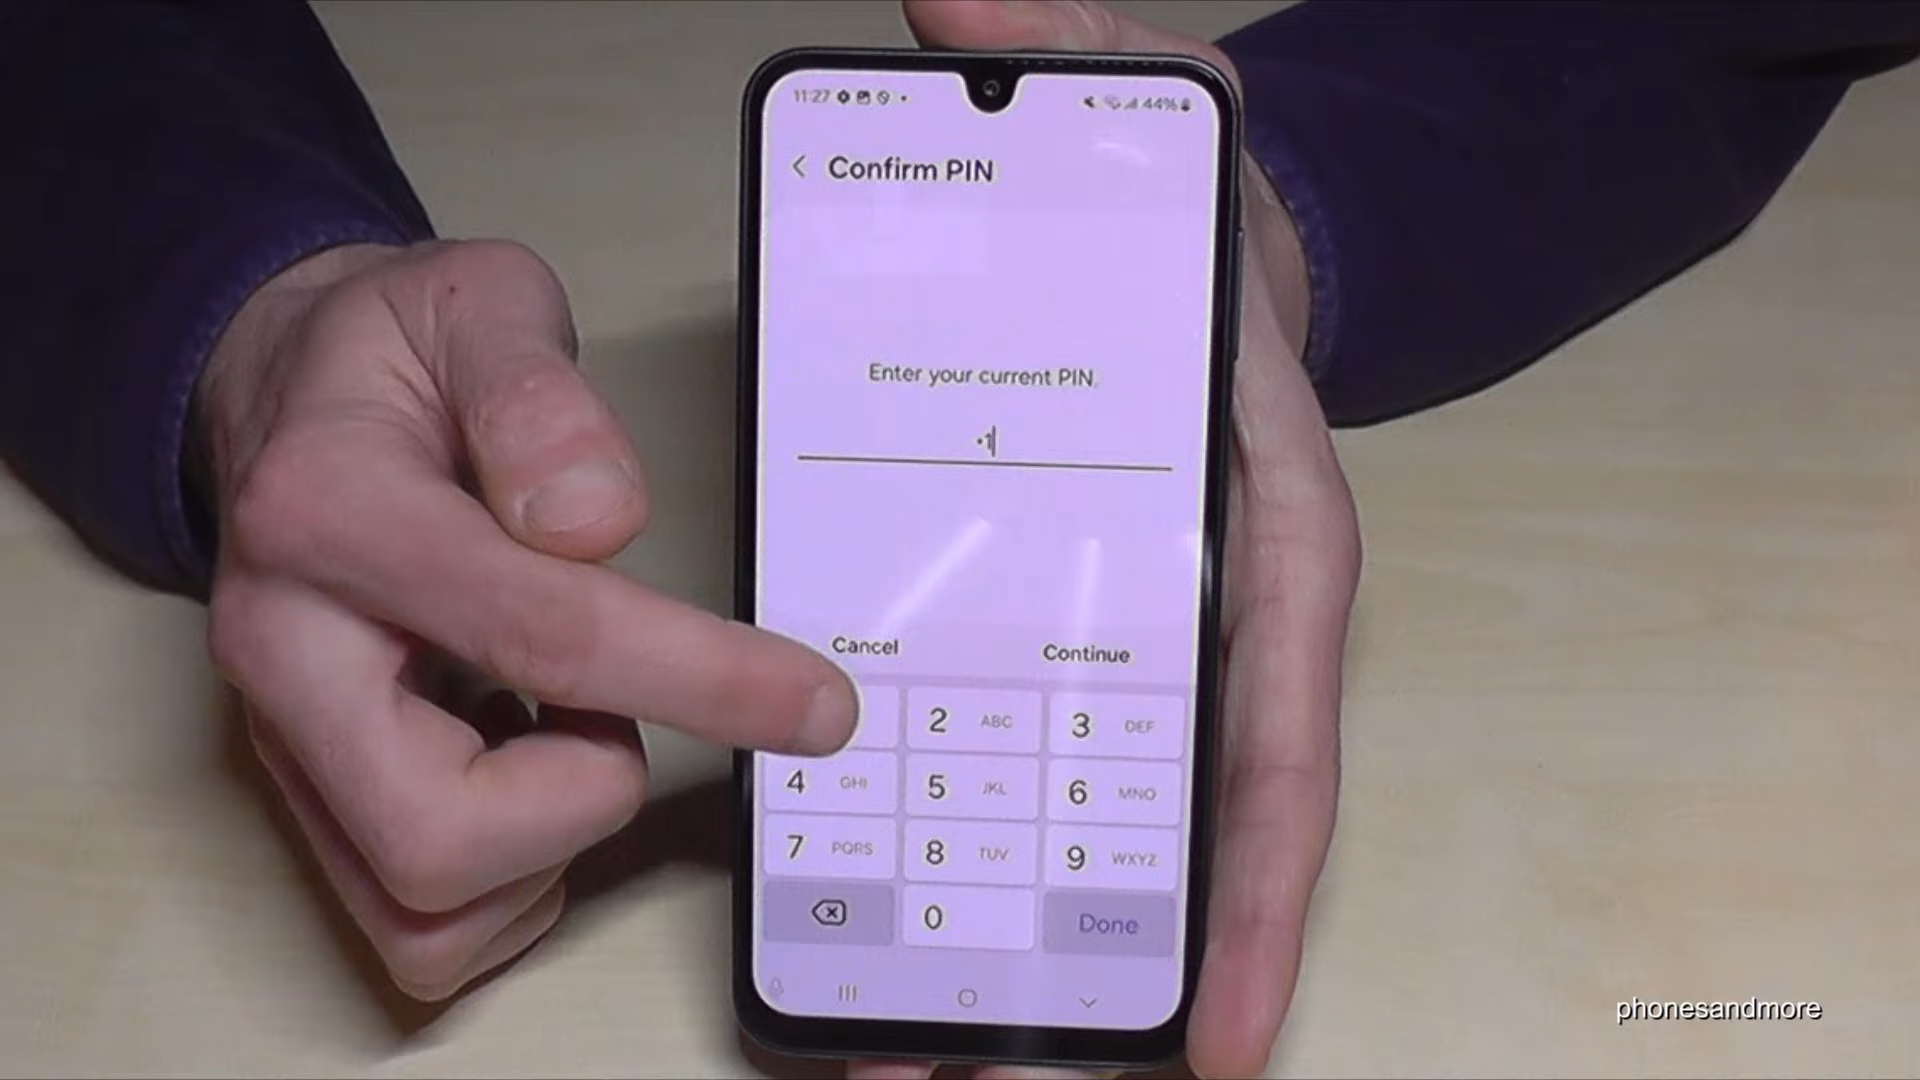 11:27
44%
Confirm PIN
Enter your current PIN.
•1
Cancel
Continue
2 ABC
3 DEF
4 GHI
5 JKL
6 MNO
7 PQRS
8 TUV
9 WXYZ
0
Done
phonesandmore